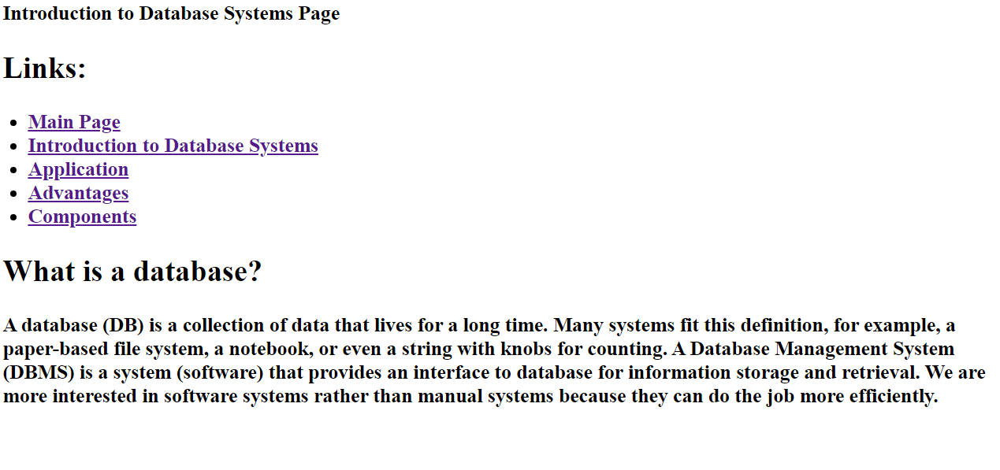 Introduction to Database Systems Page
Links:
Main Page
Introduction to Database Systems
Application
Advantages
Components
What is a database?
A database (DB) is a collection of data that lives for a long time. Many systems fit this definition, for example, a
paper-based file system, a notebook, or even a string with knobs for counting. A Database Management System
(DBMS) is a system (software) that provides an interface to database for information storage and retrieval. We are
more interested in software systems rather than manual systems because they can do the job more efficiently.